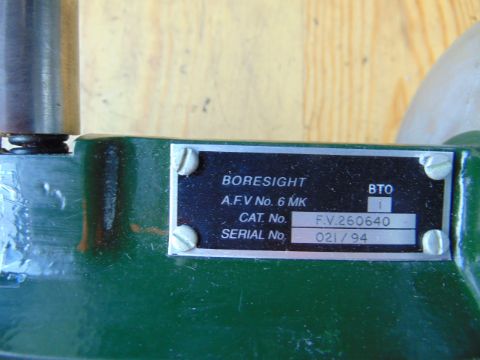 BORESIGHT BTO
A.F.V No. 6 MK 1
CAT. No. F.V.260640
SERIAL No. 021/94